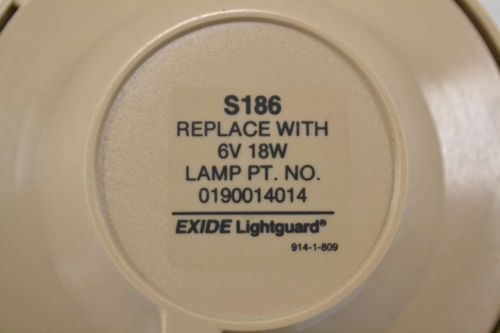 S186
REPLACE WITH
6V 18W
LAMP PT. NO.
0190014014
EXIDE Lightguard®
914-1-809